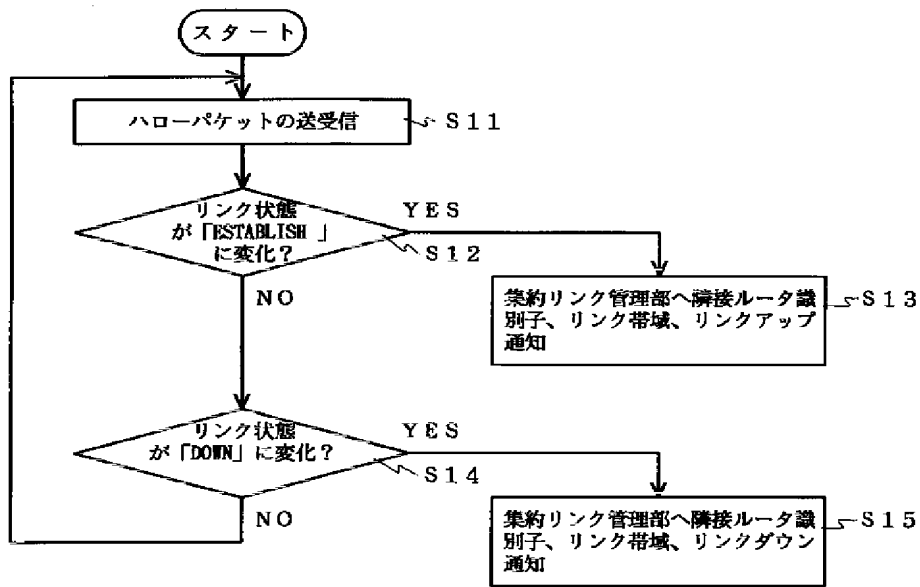 スタート
ハローパケットの送受信
S11
リンク状態
が「ESTABLISH 」
に変化?
YES
S12
NO
集約リンク管理部へ隣接ルータ識
別子、リンク帯域、リンクアップ
通知
S13
リンク状態
が「DOWN」に変化?
YES
S14
NO
集約リンク管理部へ隣接ルータ識
別子、リンク帯域、リンクダウン
通知
S15